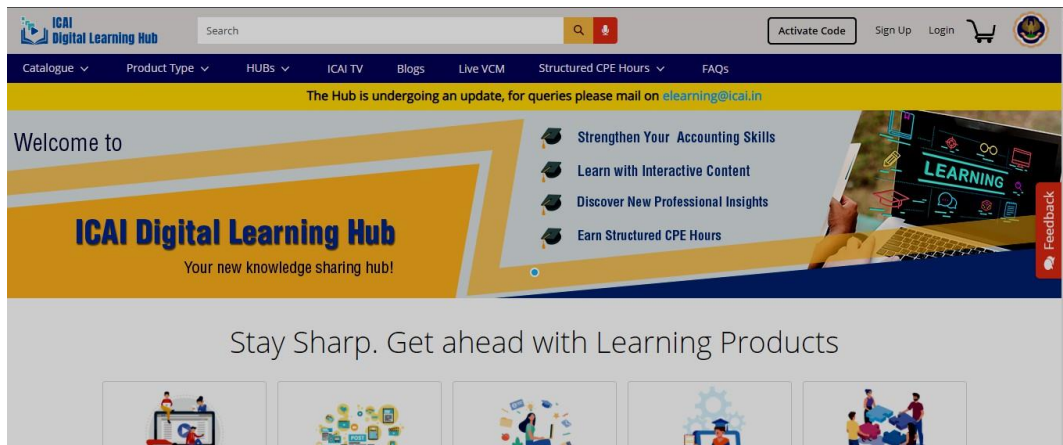 ICAI
Digital Learning Hub
Search
Activate Code
Sign Up
Login
Catalogue
Product Type
HUBs
ICAI TV
Blogs
Live VCM
Structured CPE Hours
FAQs
The Hub is undergoing an update, for queries please mail on elearning@icai.in
Welcome to
ICAI Digital Learning Hub
Your new knowledge sharing hub!
Strengthen Your Accounting Skills
Learn with Interactive Content
Discover New Professional Insights
Earn Structured CPE Hours
LEARNING
Feedback
Stay Sharp. Get ahead with Learning Products
POST